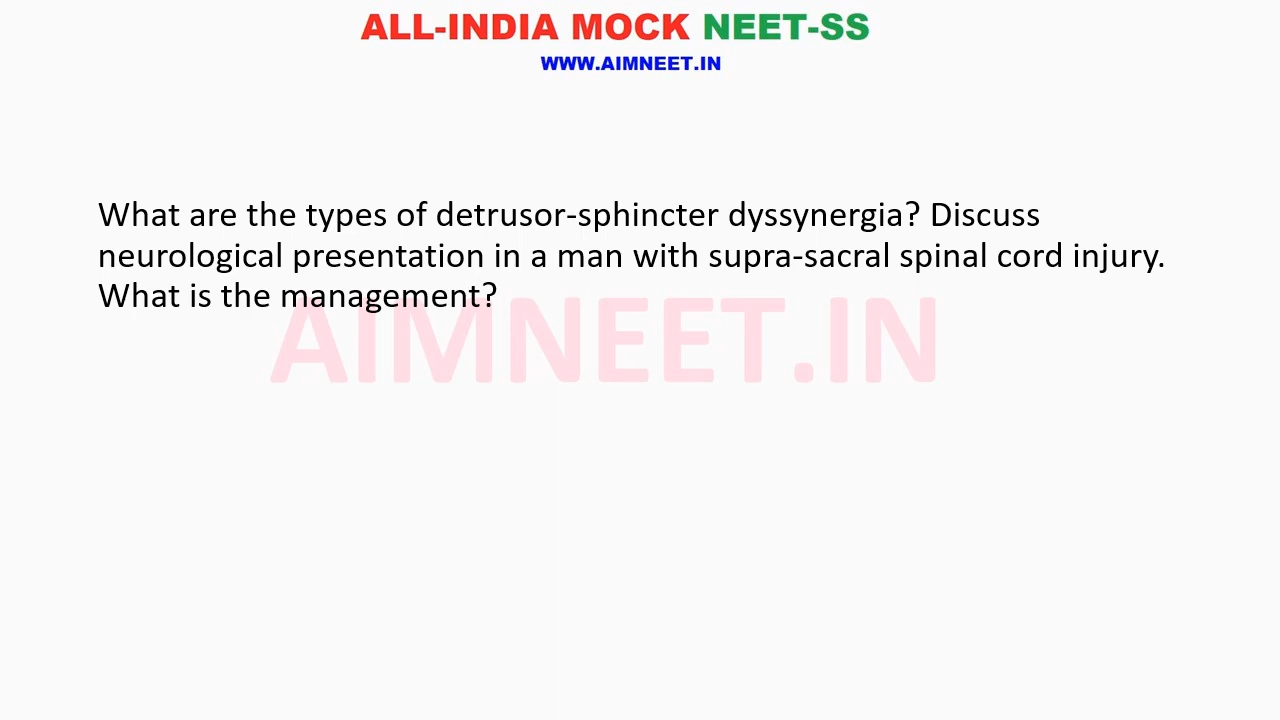 ALL-INDIA MOCK NEET-SS
WWW.AIMNEET.IN
What are the types of detrusor-sphincter dyssynergia? Discuss
neurological presentation in a man with supra-sacral spinal cord injury.
What is the management?
AIMNEET.IN